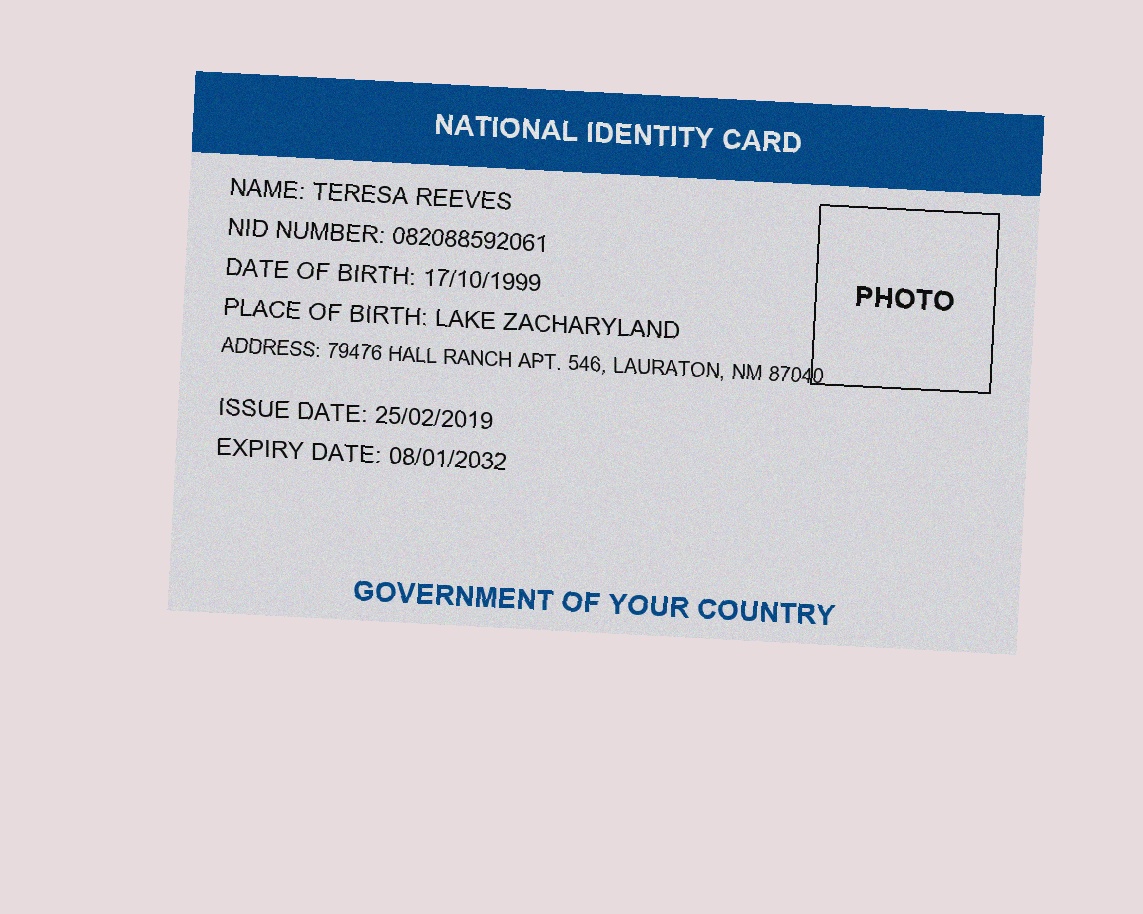 NATIONAL IDENTITY CARD
NAME: TERESA REEVES
NID NUMBER: 082088592061
DATE OF BIRTH: 17/10/1999
PLACE OF BIRTH: LAKE ZACHARYLAND
ADDRESS: 79476 HALL RANCH APT. 546, LAURATON, NM 87040
PHOTO
ISSUE DATE: 25/02/2019
EXPIRY DATE: 08/01/2032
GOVERNMENT OF YOUR COUNTRY